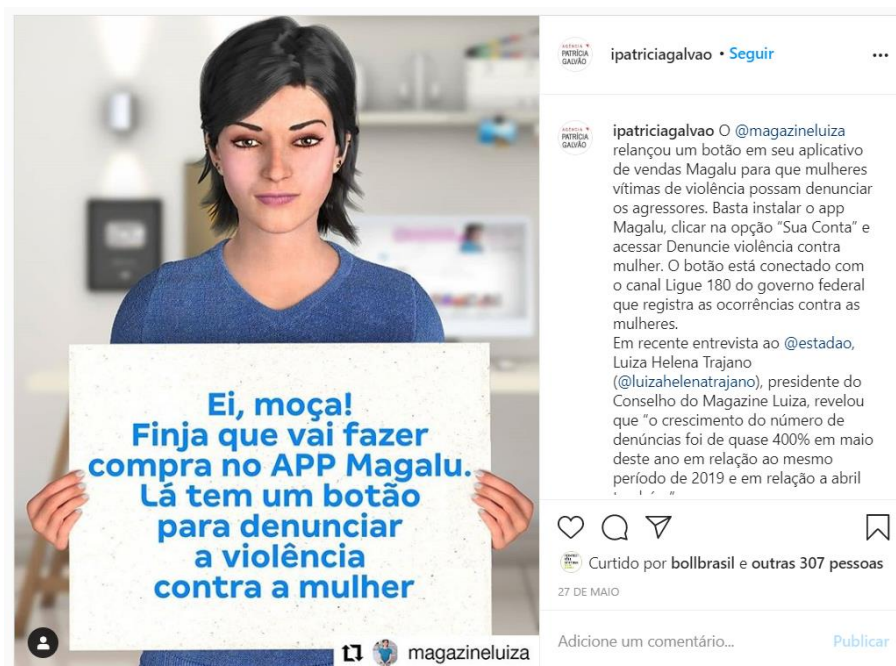 Ei, moça!
Finja que vai fazer
compra no APP Magalu.
Lá tem um botão
para denunciar
a violência
contra a mulher
magazineluiza
AGÊNCIA
PATRÍCIA
GALVÃO
ipatriciagalvao • Seguir
AGÊNCIA
PATRÍCIA
GALVÃO
ipatriciagalvao O @magazineluiza
relançou um botão em seu aplicativo
de vendas Magalu para que mulheres
vítimas de violência possam denunciar
os agressores. Basta instalar o app
Magalu, clicar na opção “Sua Conta” e
acessar Denuncie violência contra
mulher. O botão está conectado com
o canal Ligue 180 do governo federal
que registra as ocorrências contra as
mulheres.
Em recente entrevista ao @estadao,
Luiza Helena Trajano
(@luizahelenatrajano), presidente do
Conselho do Magazine Luiza, revelou
que “o crescimento do número de
denúncias foi de quase 400% em maio
deste ano em relação ao mesmo
período de 2019 e em relação a abril
Curtido por bollbrasil e outras 307 pessoas
27 DE MAIO
Adicione um comentário... Publicar